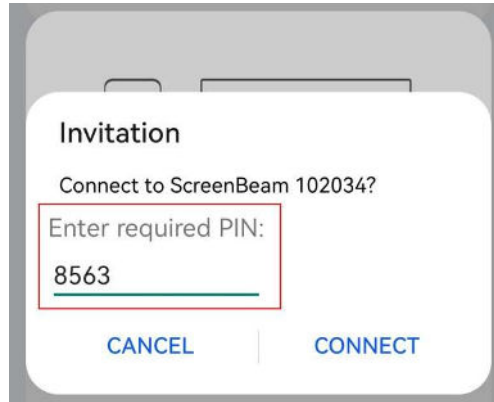 Invitation
Connect to ScreenBeam 102034?
Enter required PIN:
8563
CANCEL
CONNECT